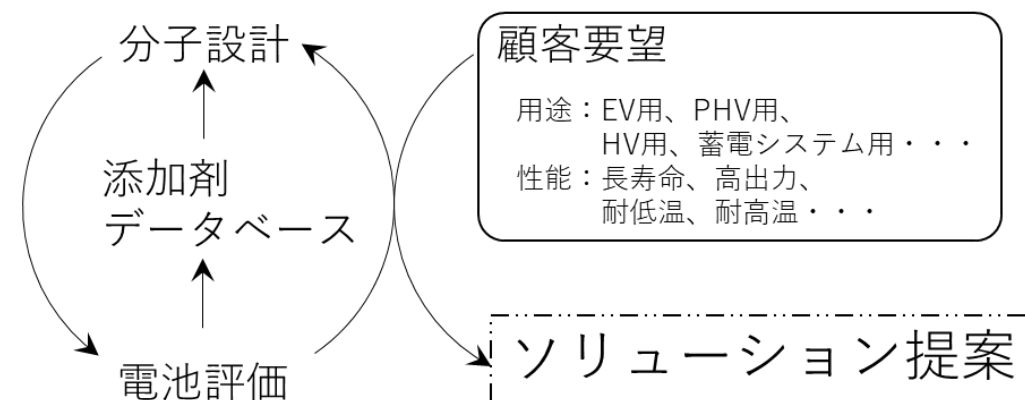 分子設計
添加剤
データベース
電池評価
顧客要望
用途：EV用、PHV用、
HV用、蓄電システム用・・・
性能：長寿命、高出力、
耐低温、耐高温・・・
ソリューション提案